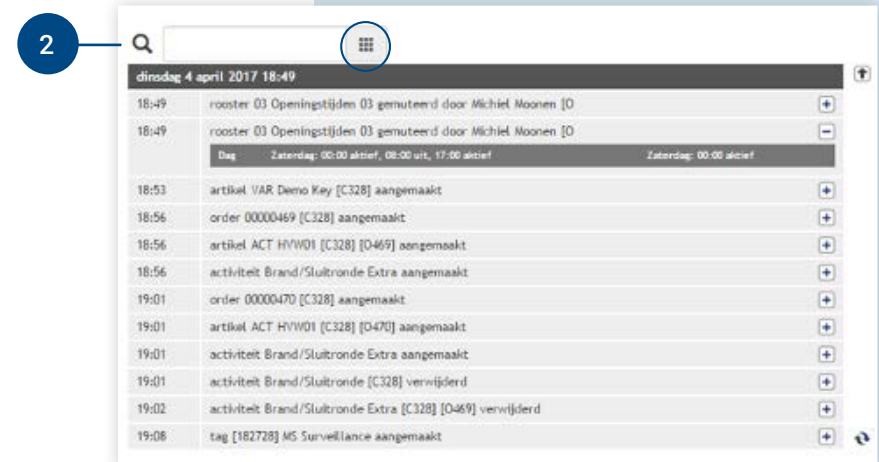 2
dinsdag 4 april 2017 18:49
18:49 rooster 03 Openingstijden 03 gemuteerd door Michiel Moonen [O
18:49 rooster 03 Openingstijden 03 gemuteerd door Michiel Moonen [O
Dag Zaterdag: 00:00 aktief, 08:00 uit, 17:00 aktief Zaterdag: 00:00 aktief
18:53 artikel VAR Demo Key [C328] aangemaakt
18:56 order 00000469 [C328] aangemaakt
18:56 artikel ACT HVW01 [C328] [O469] aangemaakt
18:56 activiteit Brand/Sluitronde Extra aangemaakt
19:01 order 00000470 [C328] aangemaakt
19:01 artikel ACT HVW01 [C328] [O470] aangemaakt
19:01 activiteit Brand/Sluitronde Extra aangemaakt
19:01 activiteit Brand/Sluitronde [C328] verwijderd
19:02 activiteit Brand/Sluitronde Extra [C328] [O469] verwijderd
19:08 tag [182728] MS Surveillance aangemaakt